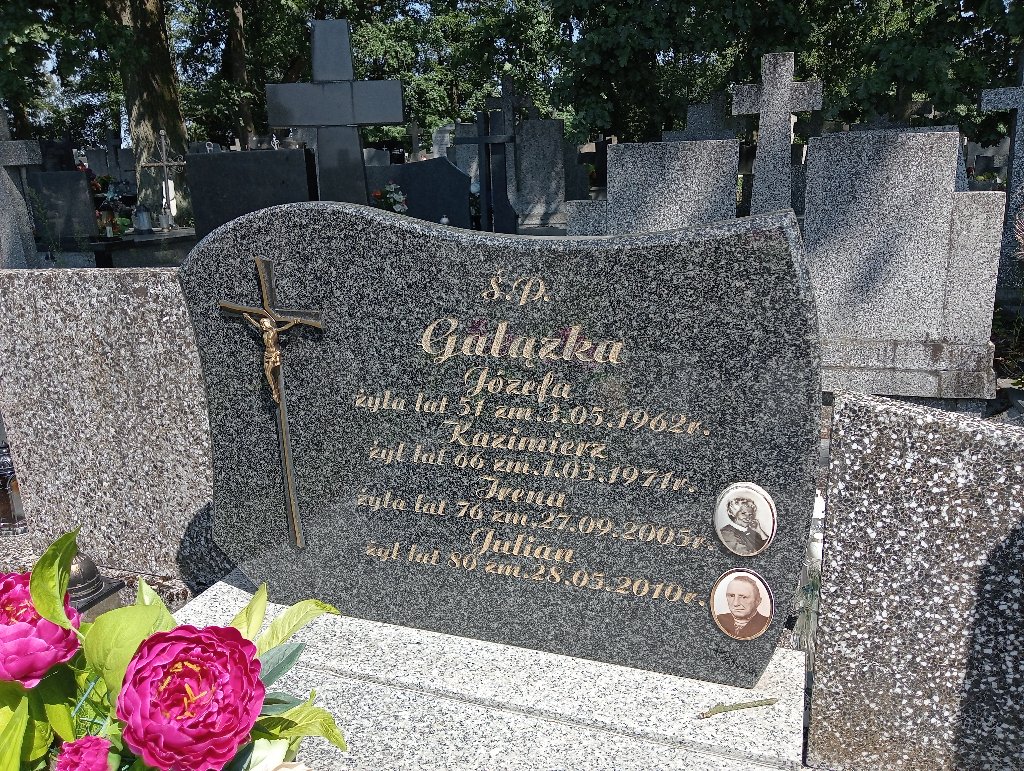 Ś.P.
Gałązka
Józefa
żyła lat 51 zm.3.05.1962r.
Kazimierz
żył lat 66 zm.1.03.1971r.
Irena
żyła lat 76 zm.27.09.2005r.
Julian
żył lat 80 zm.28.05.2010r.